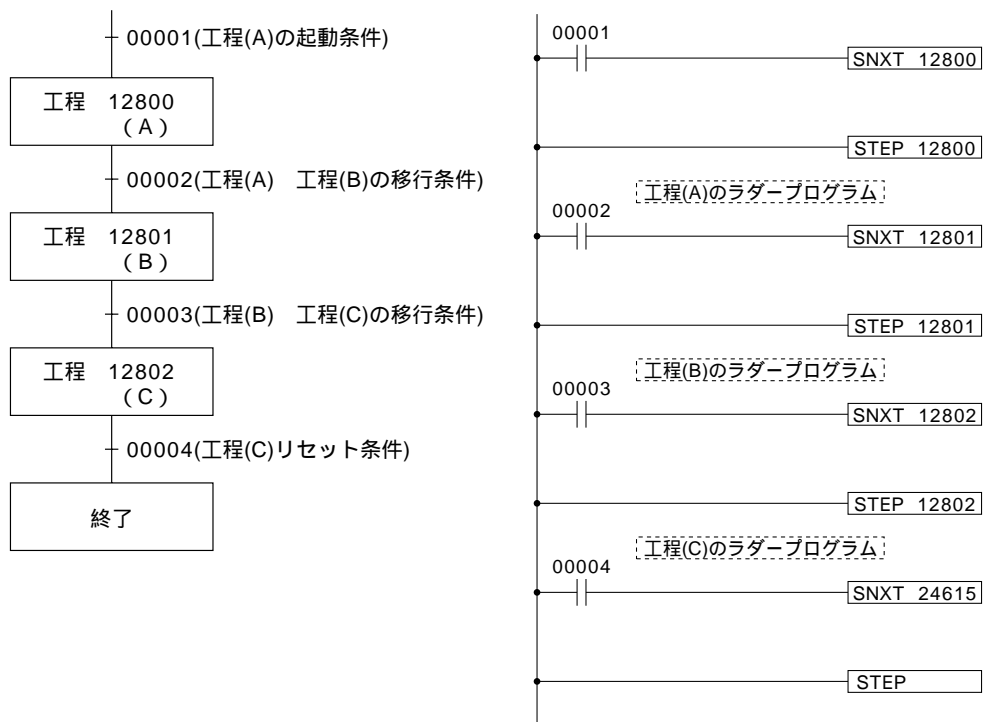 00001(工程(A)の起動条件)
工程 12800
(A)
00002(工程(A) 工程(B)の移行条件)
工程 12801
(B)
00003(工程(B) 工程(C)の移行条件)
工程 12802
(C)
00004(工程(C)リセット条件)
終了
00001
SNXT 12800
STEP 12800
工程(A)のラダープログラム
00002
SNXT 12801
STEP 12801
工程(B)のラダープログラム
00003
SNXT 12802
STEP 12802
工程(C)のラダープログラム
00004
SNXT 24615
STEP